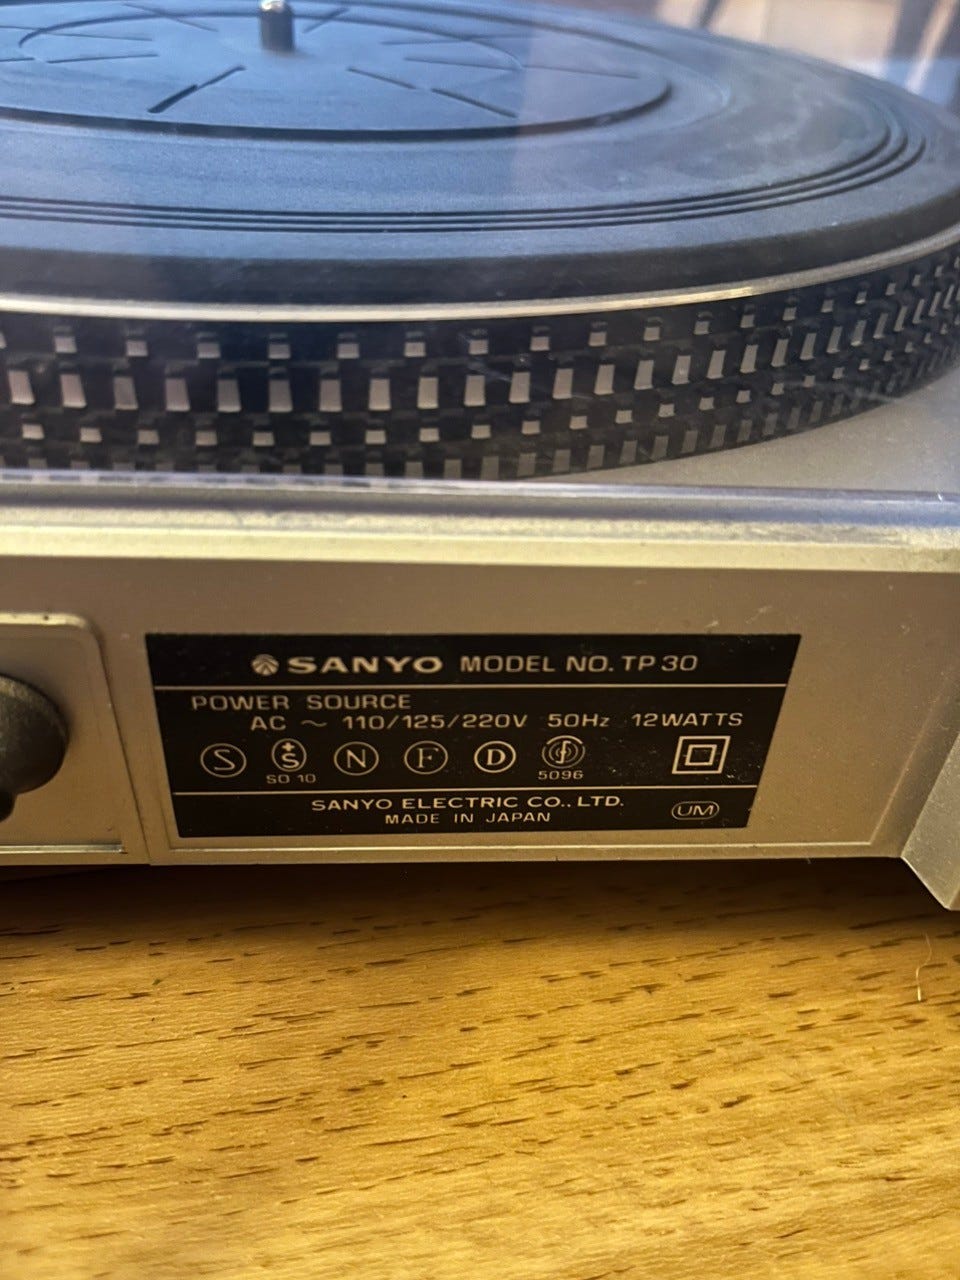 SANYO MODEL NO. TP 30
POWER SOURCE
AC ～ 110/125/220V 50Hz 12WATTS
S S N F D
SO 10 5096
SANYO ELECTRIC CO., LTD.
MADE IN JAPAN
UM